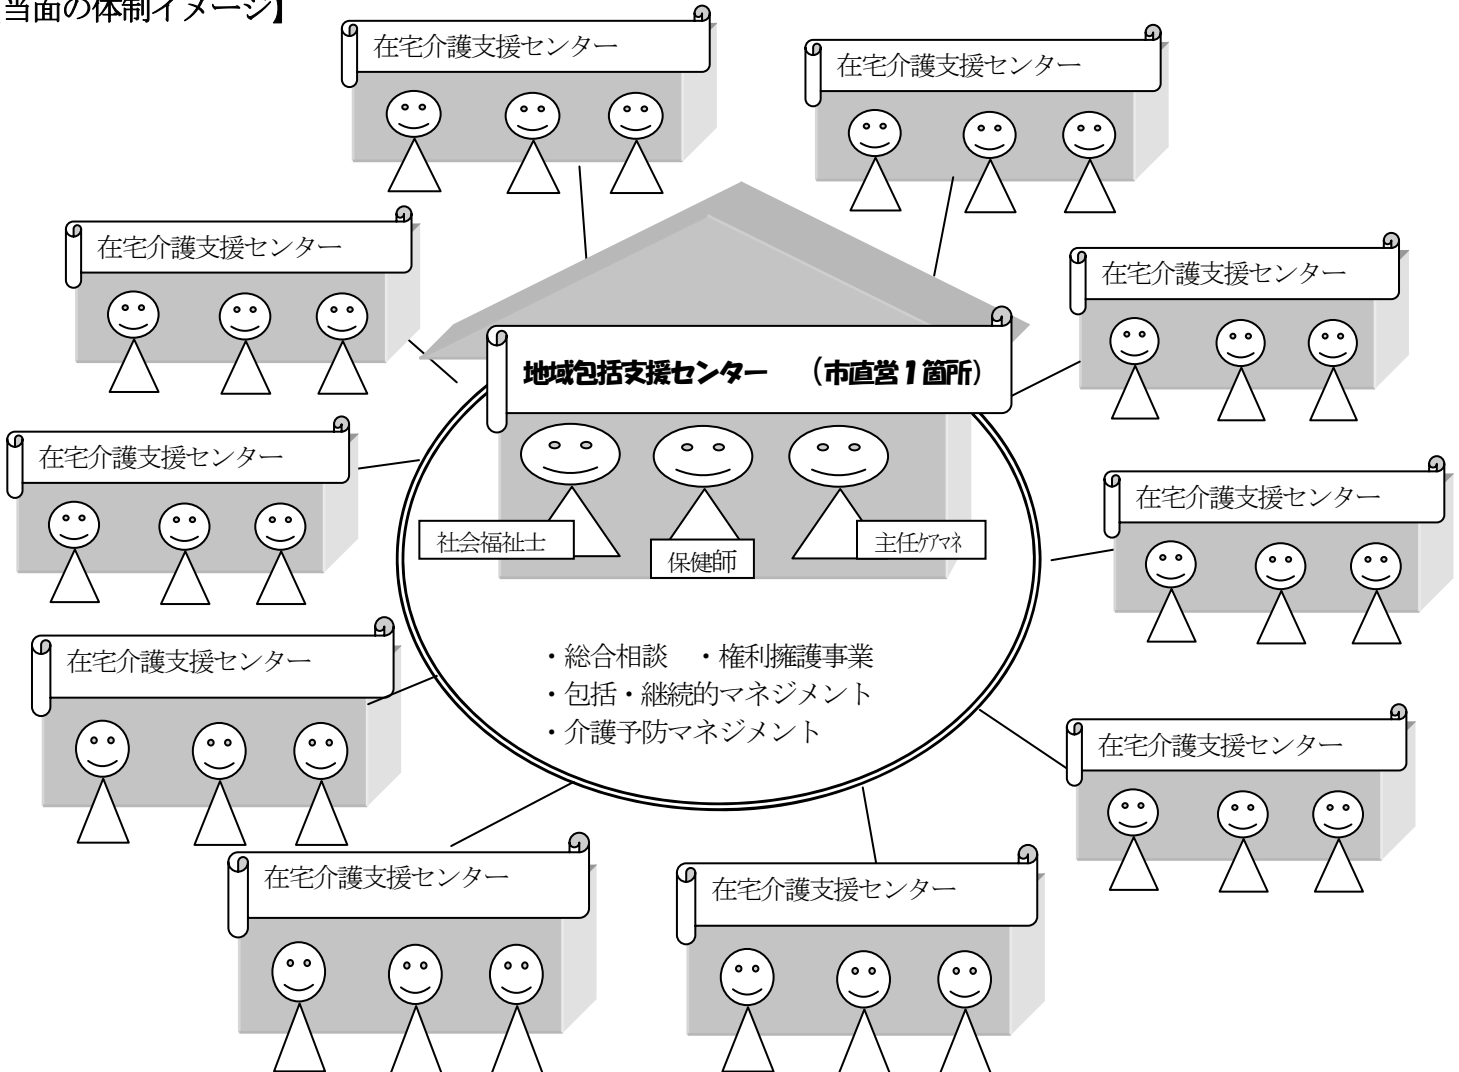 当面の体制イメージ】
在宅介護支援センター
在宅介護支援センター
在宅介護支援センター
在宅介護支援センター
地域包括支援センター　（市直営１箇所）
在宅介護支援センター
在宅介護支援センター
社会福祉士
保健師
主任ｹｱﾏﾈ
在宅介護支援センター
・総合相談　・権利擁護事業
・包括・継続的マネジメント
・介護予防マネジメント
在宅介護支援センター
在宅介護支援センター
在宅介護支援センター